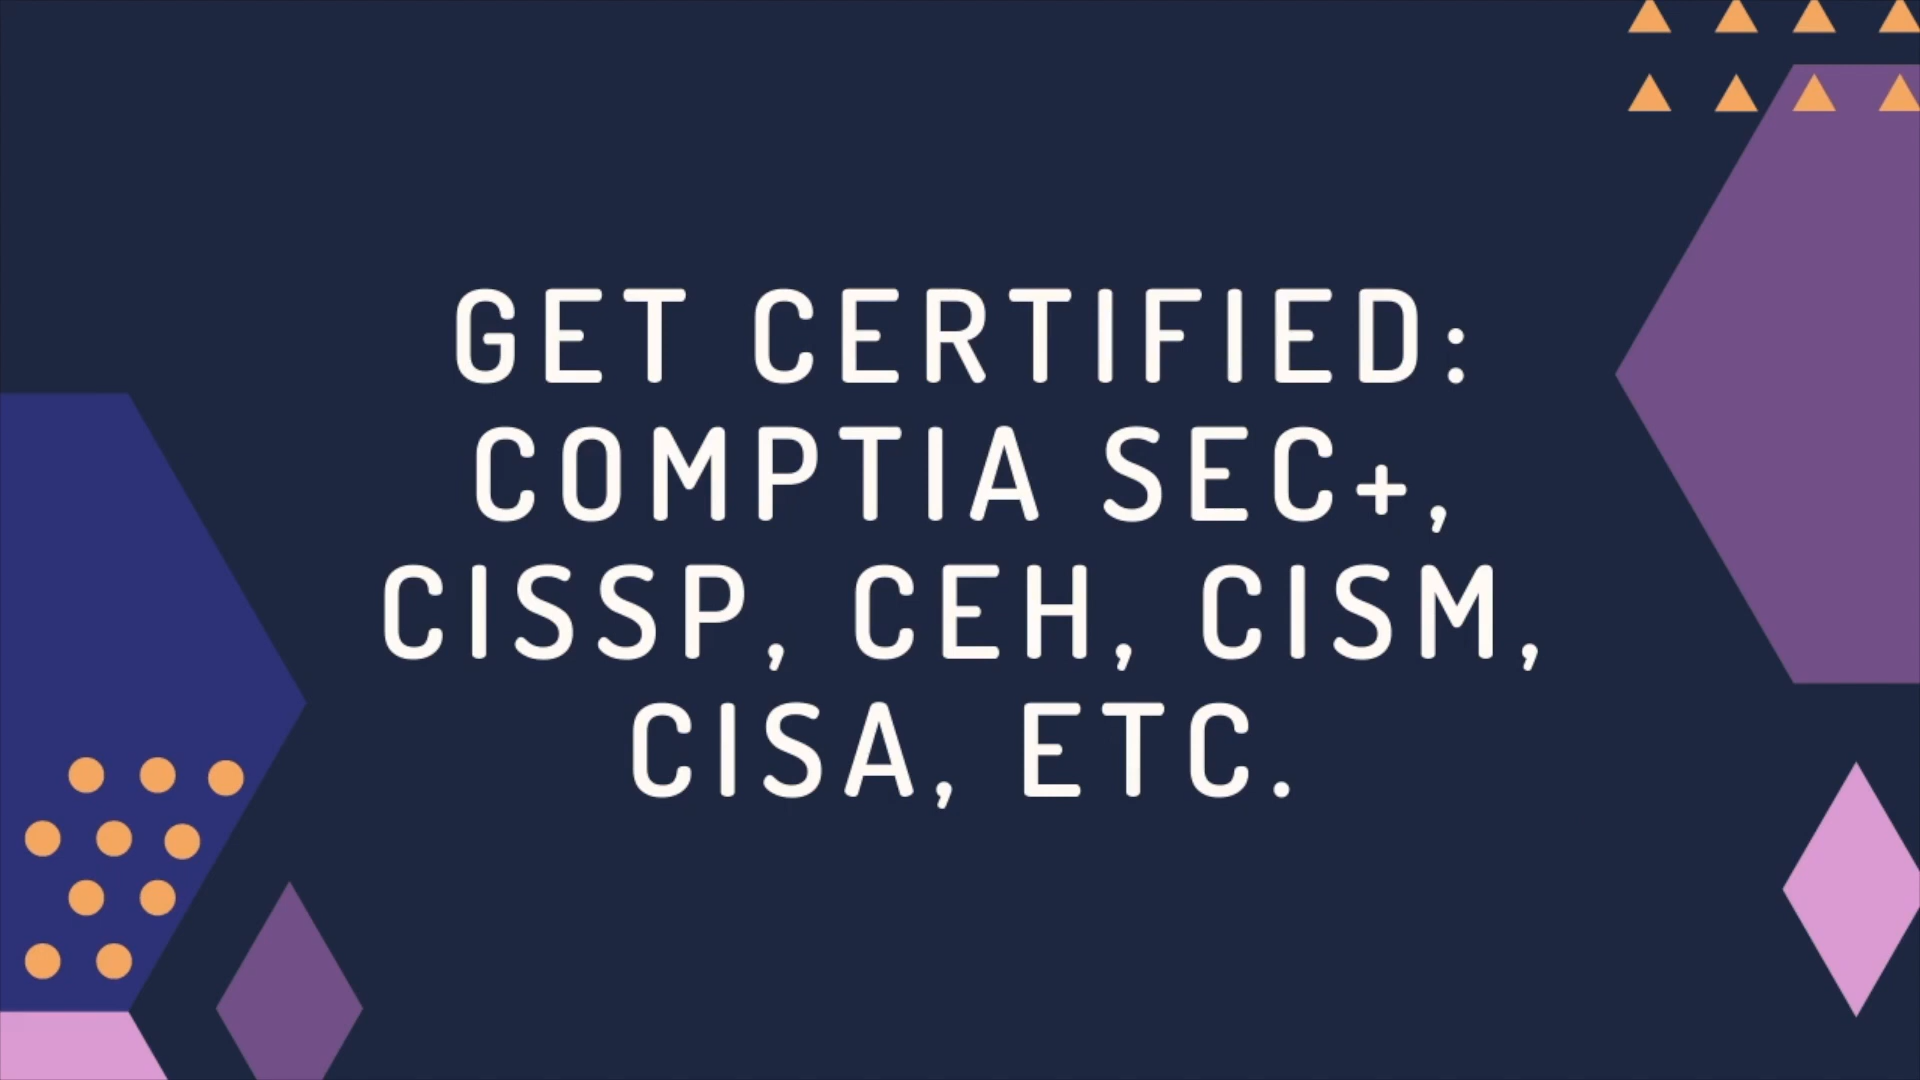 GET CERTIFIED:
COMPTIA SEC+,
CISSP, CEH, CISM,
CISA, ETC.